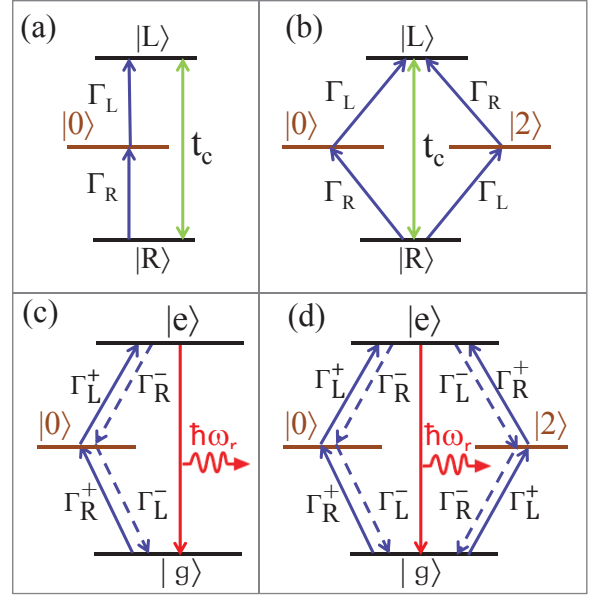 (a)
|L⟩
Γ_L
|0⟩
t_c
Γ_R
|R⟩
(b)
|L⟩
Γ_L
Γ_R
|0⟩
|2⟩
t_c
Γ_R
Γ_L
|R⟩
(c)
|e⟩
Γ_L^+
Γ_R^-
|0⟩
ħω_r
Γ_R^+
Γ_L^-
|g⟩
(d)
|e⟩
Γ_L^+
Γ_R^-
Γ_L^-
Γ_R^+
|0⟩
ħω_r
|2⟩
Γ_R^+
Γ_L^-
Γ_R^-
Γ_L^+
|g⟩